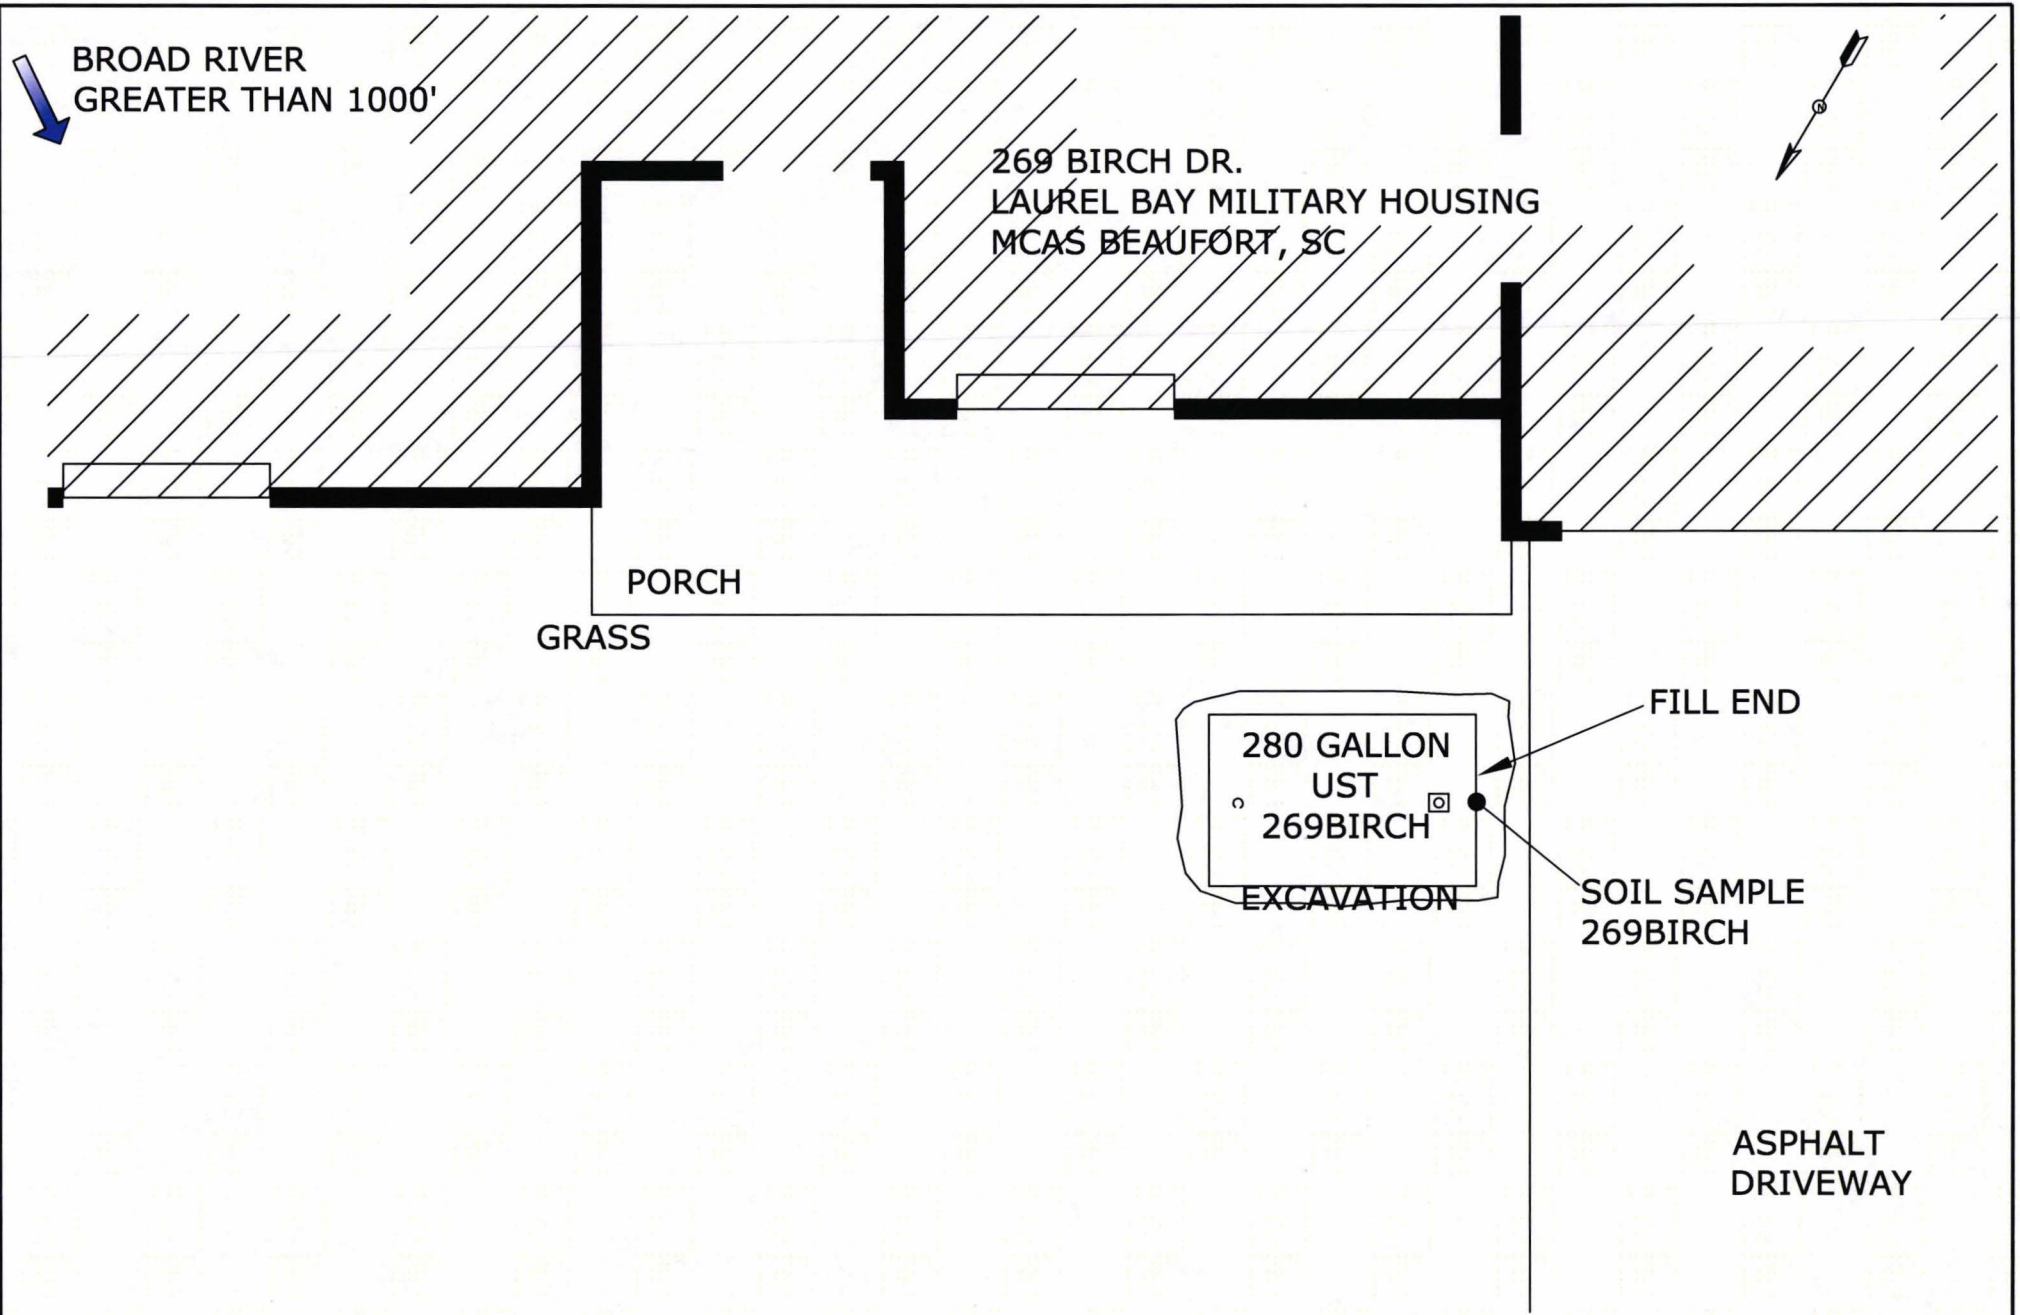 BROAD RIVER
GREATER THAN 1000'
N
269 BIRCH DR.
LAUREL BAY MILITARY HOUSING
MCAS BEAUFORT, SC
PORCH
GRASS
FILL END
280 GALLON
UST
269BIRCH
EXCAVATION
SOIL SAMPLE
269BIRCH
ASPHALT
DRIVEWAY